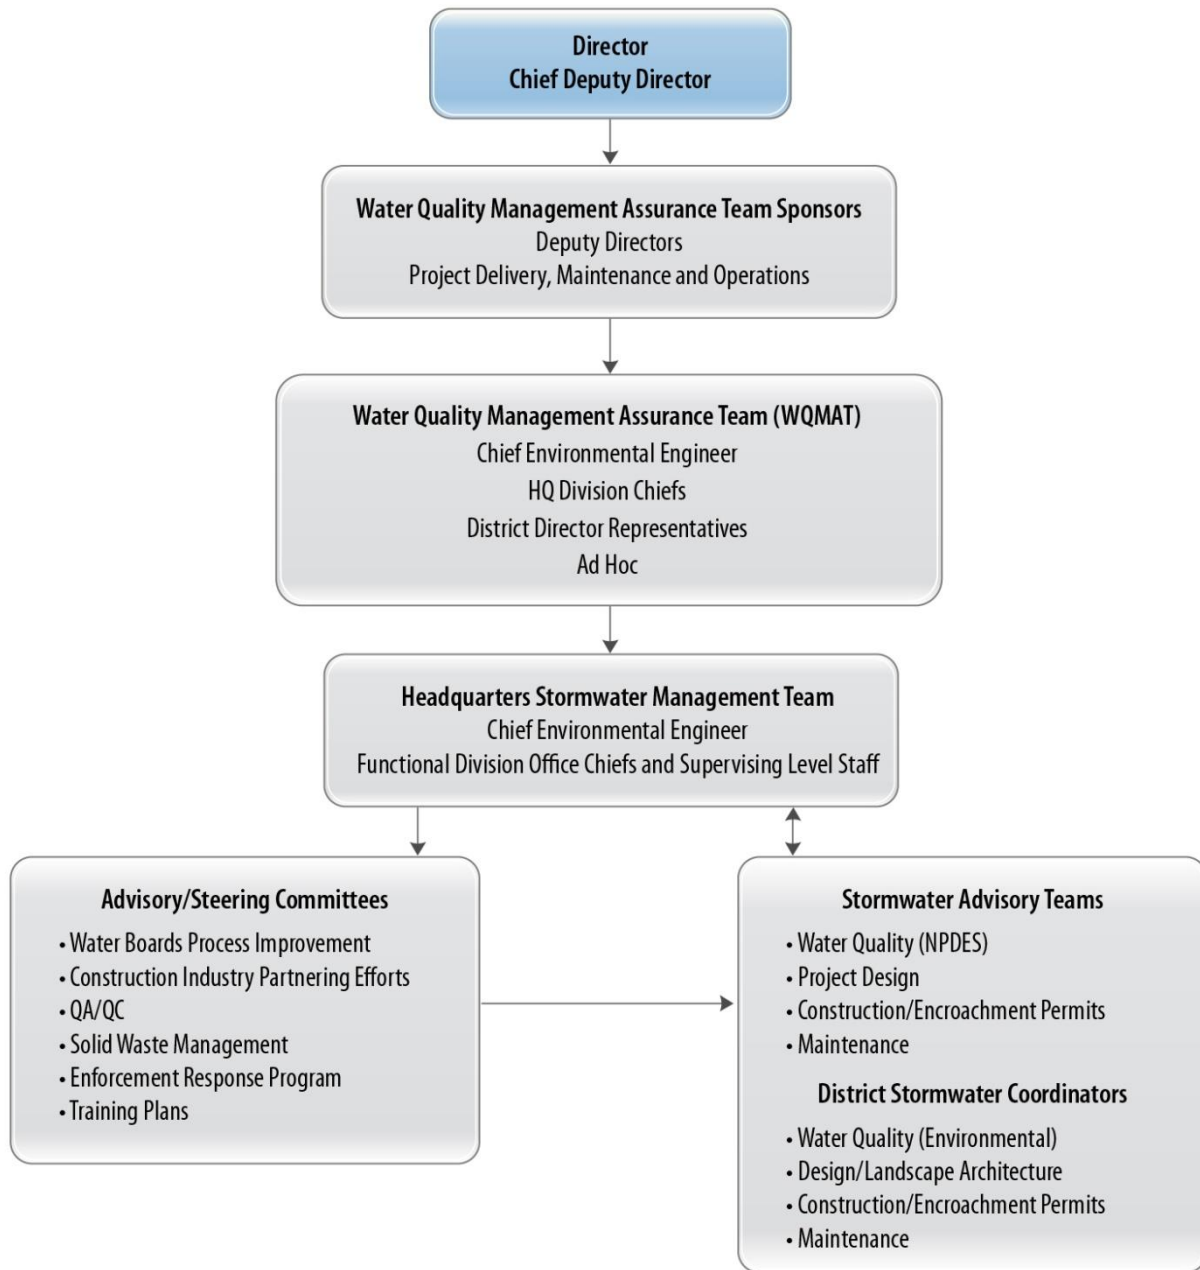 Director
Chief Deputy Director
Water Quality Management Assurance Team Sponsors
Deputy Directors
Project Delivery, Maintenance and Operations
Water Quality Management Assurance Team (WQMAT)
Chief Environmental Engineer
HQ Division Chiefs
District Director Representatives
Ad Hoc
Headquarters Stormwater Management Team
Chief Environmental Engineer
Functional Division Office Chiefs and Supervising Level Staff
Advisory/Steering Committees
• Water Boards Process Improvement
• Construction Industry Partnering Efforts
• QA/QC
• Solid Waste Management
• Enforcement Response Program
• Training Plans
Stormwater Advisory Teams
• Water Quality (NPDES)
• Project Design
• Construction/Encroachment Permits
• Maintenance
District Stormwater Coordinators
• Water Quality (Environmental)
• Design/Landscape Architecture
• Construction/Encroachment Permits
• Maintenance